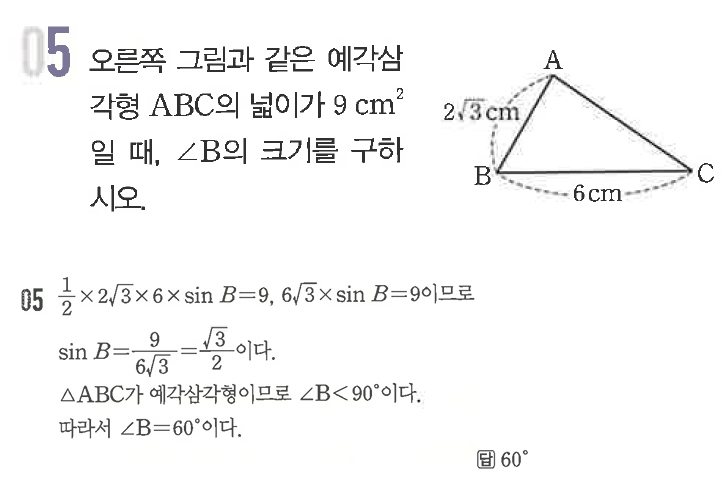 05 오른쪽 그림과 같은 예각삼
각형 ABC의 넓이가 9 cm²
일 때, ∠B의 크기를 구하
시오.
A
2√3cm
B
C
6cm
05 1/2×2√3×6×sin B=9, 6√3×sin B=9이므로
sin B=9/6√3=√3/2이다.
△ABC가 예각삼각형이므로 ∠B<90°이다.
따라서 ∠B=60°이다.
답 60°